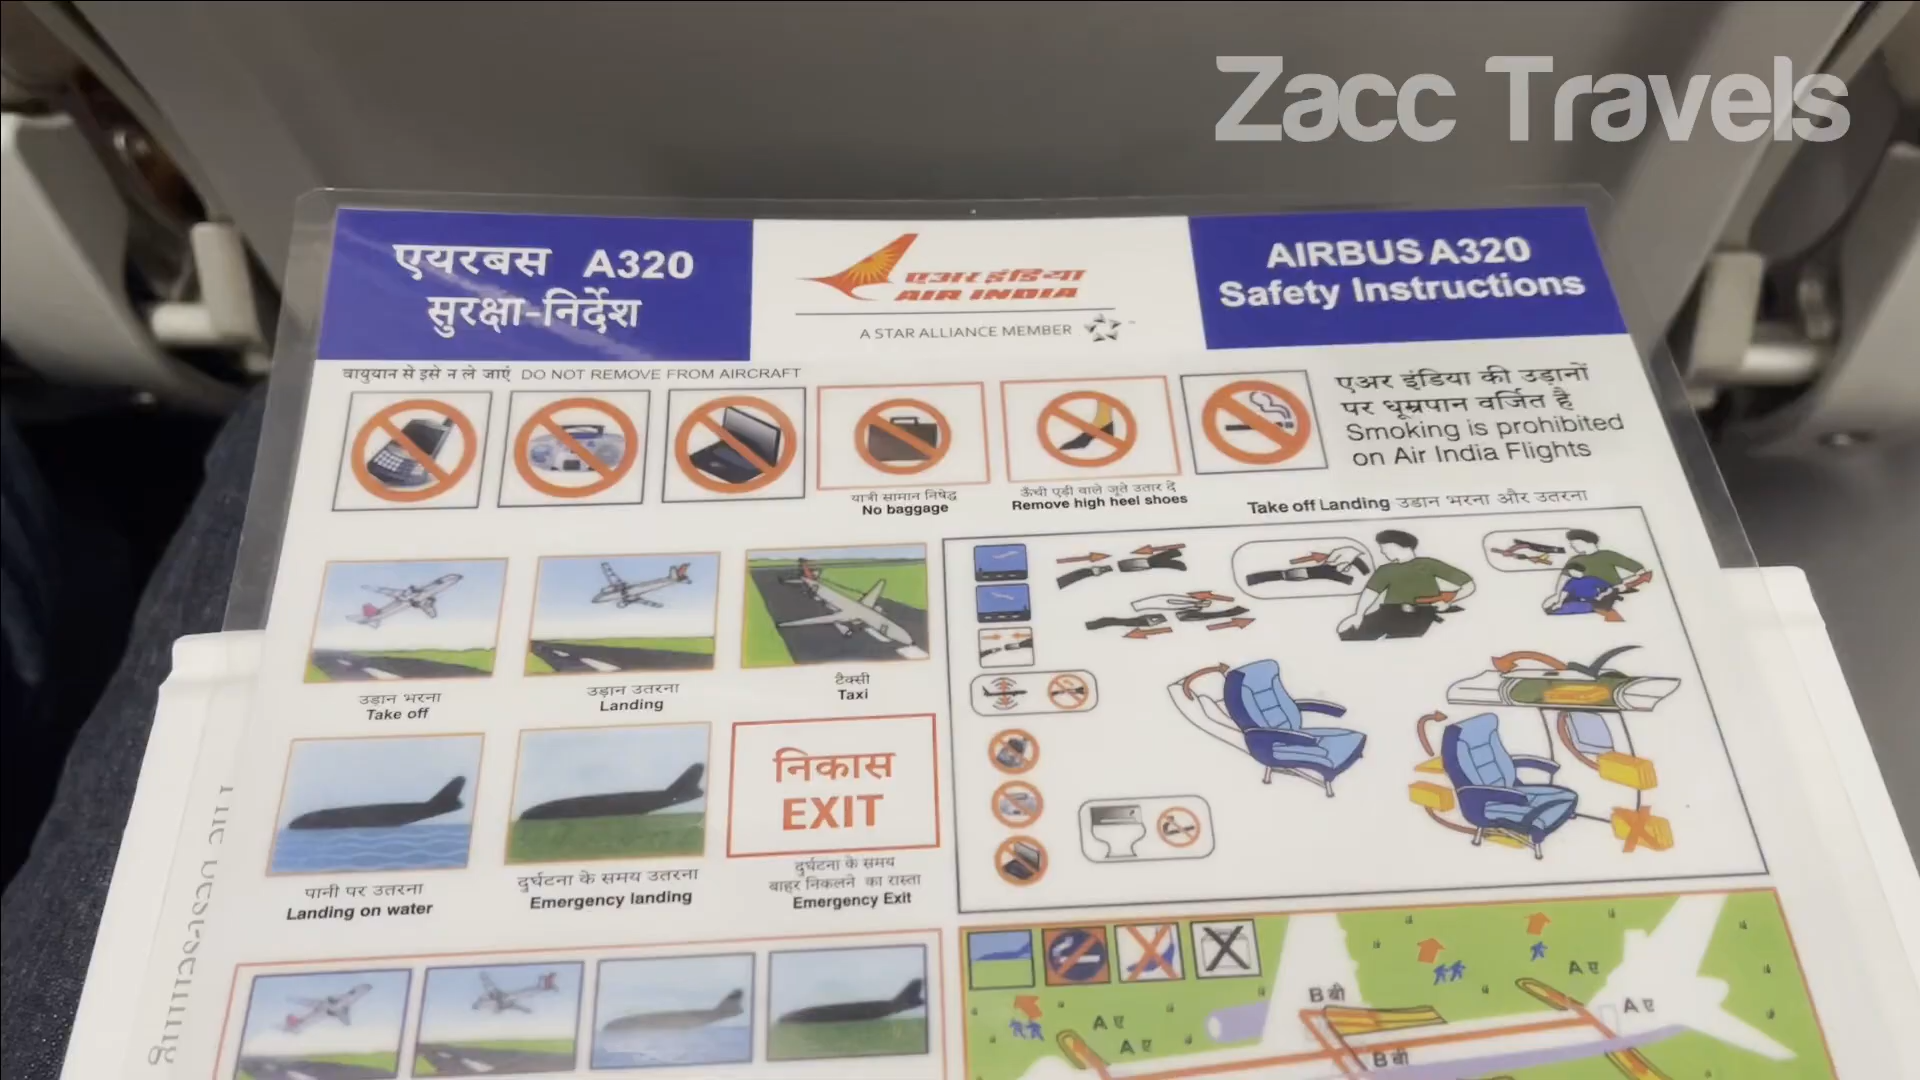 Zacc Travels
एयरबस A320
सुरक्षा-निर्देश
एअर इंडिया
AIR INDIA
A STAR ALLIANCE MEMBER
AIRBUS A320
Safety Instructions
वायुयान से इसे न ले जाएं DO NOT REMOVE FROM AIRCRAFT
यात्री सामान निषेद्व
No baggage
ऊँची एड़ी वाले जूते उतार दें
Remove high heel shoes
एअर इंडिया की उड़ानों
पर धूम्रपान वर्जित है
Smoking is prohibited
on Air India Flights
Take off Landing उडान भरना और उतरना
उड़ान भरना
Take off
उड़ान उतरना
Landing
टैक्सी
Taxi
निकास
EXIT
पानी पर उतरना
Landing on water
दुर्घटना के समय उतरना
Emergency landing
दुर्घटना के समय
बाहर निकलने का रास्ता
Emergency Exit
A ए
B बी
A ए
A ए
A ए
B बी